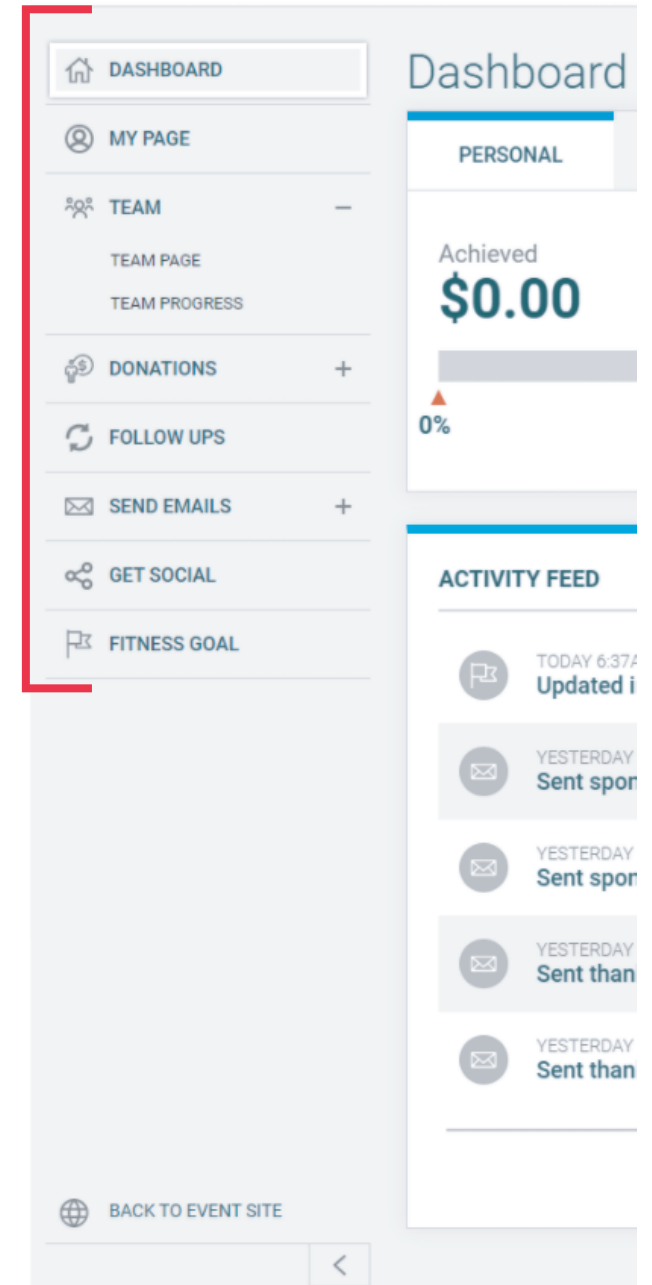 DASHBOARD
MY PAGE
TEAM
TEAM PAGE
TEAM PROGRESS
DONATIONS
FOLLOW UPS
SEND EMAILS
GET SOCIAL
FITNESS GOAL
BACK TO EVENT SITE
Dashboard
PERSONAL
Achieved
$0.00
0%
ACTIVITY FEED
TODAY 6:37A
Updated i
YESTERDAY
Sent spon
YESTERDAY
Sent spon
YESTERDAY
Sent than
YESTERDAY
Sent than